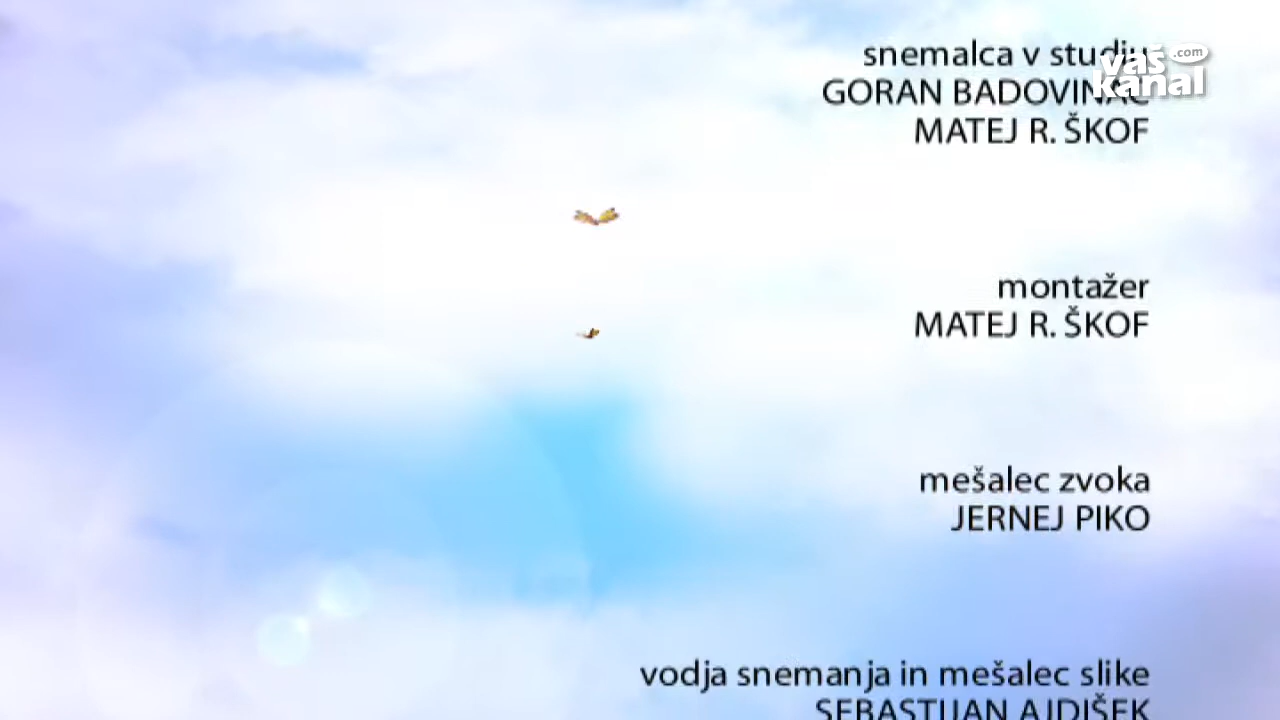 snemalca v studiu
GORAN BADOVINAC
MATEJ R. ŠKOF
vaš
kanal
.com
montažer
MATEJ R. ŠKOF
mešalec zvoka
JERNEJ PIKO
vodja snemanja in mešalec slike
SEBASTIJAN AJDIŠEK